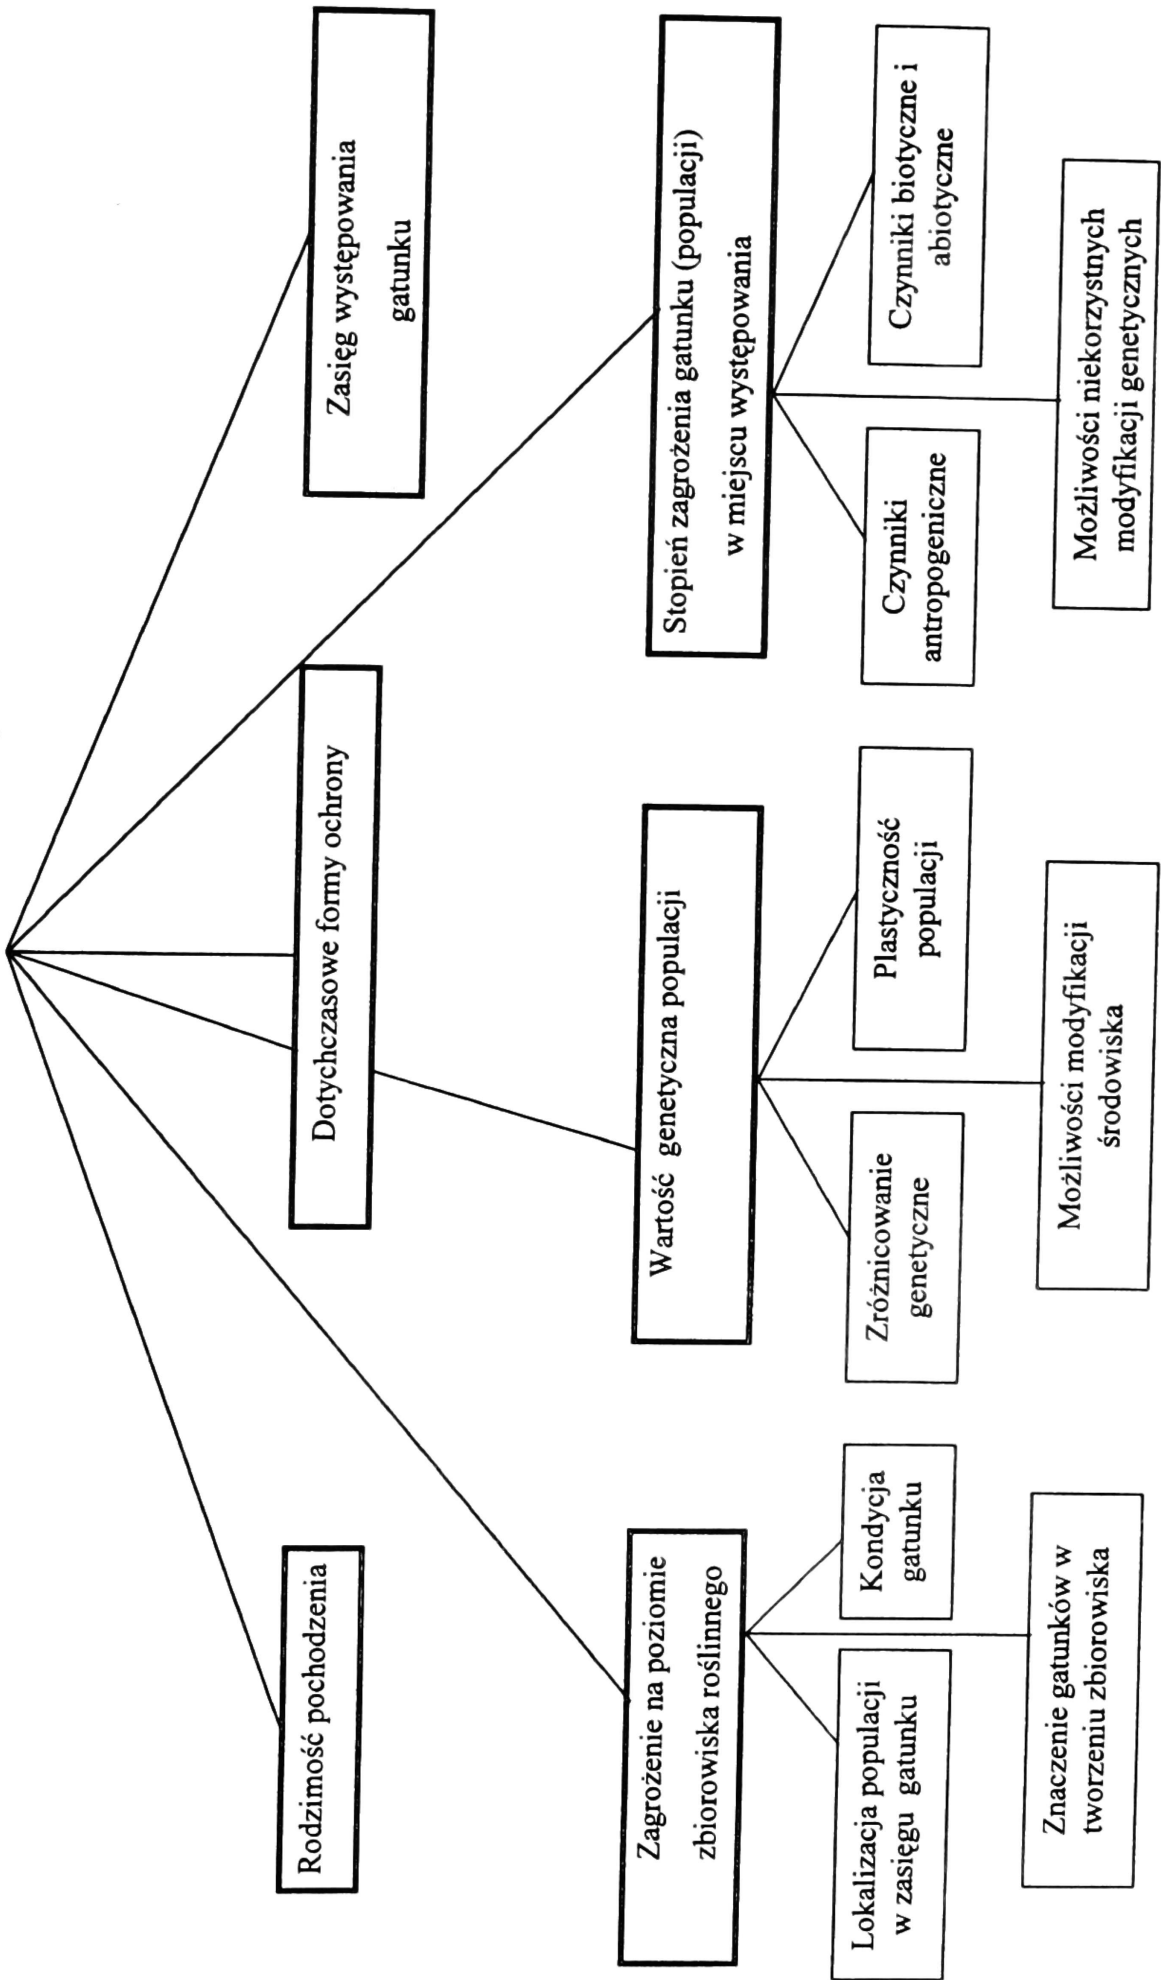 Rodzimość pochodzenia
Dotychczasowe formy ochrony
Zasięg występowania
gatunku
Zagrożenie na poziomie
zbiorowiska roślinnego
Wartość genetyczna populacji
Stopień zagrożenia gatunku (populacji)
w miejscu występowania
Lokalizacja populacji
w zasięgu gatunku
Kondycja
gatunku
Zróżnicowanie
genetyczne
Plastyczność
populacji
Czynniki
antropogeniczne
Czynniki biotyczne i
abiotyczne
Znaczenie gatunków w
tworzeniu zbiorowiska
Możliwości modyfikacji
środowiska
Możliwości niekorzystnych
modyfikacji genetycznych